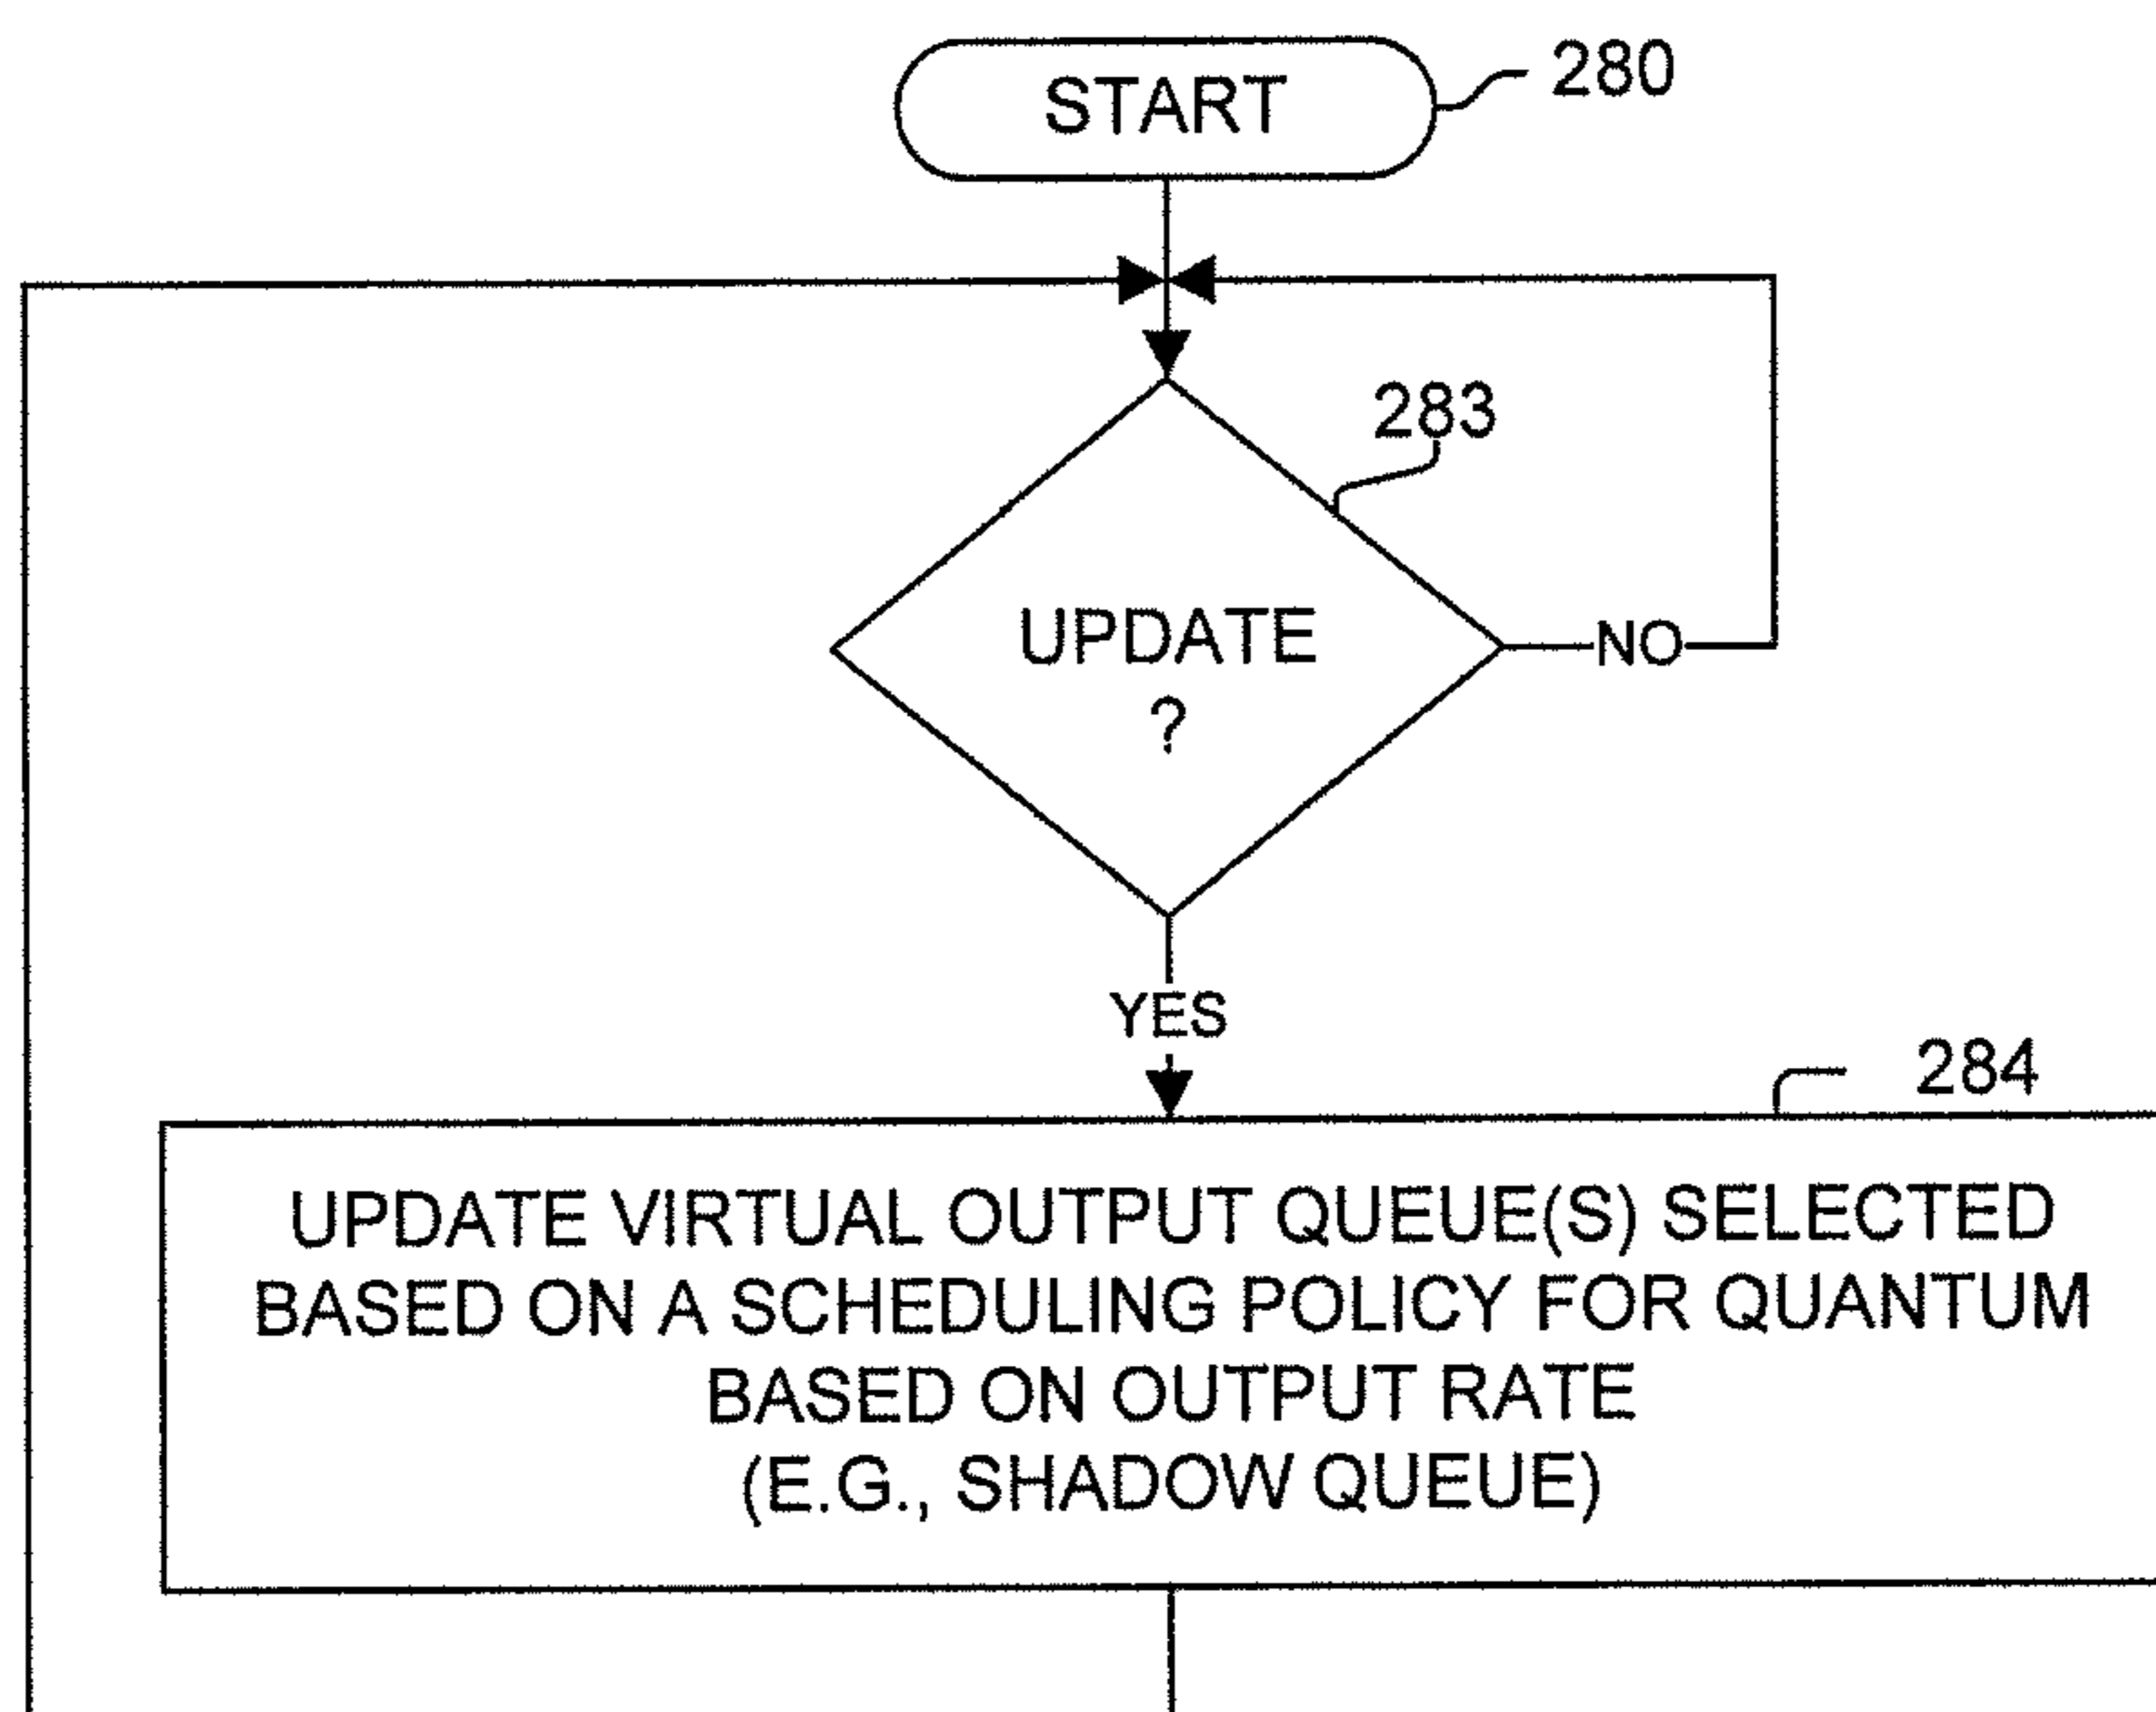 START
280
283
UPDATE
?
NO
YES
284
UPDATE VIRTUAL OUTPUT QUEUE(S) SELECTED
BASED ON A SCHEDULING POLICY FOR QUANTUM
BASED ON OUTPUT RATE
(E.G., SHADOW QUEUE)